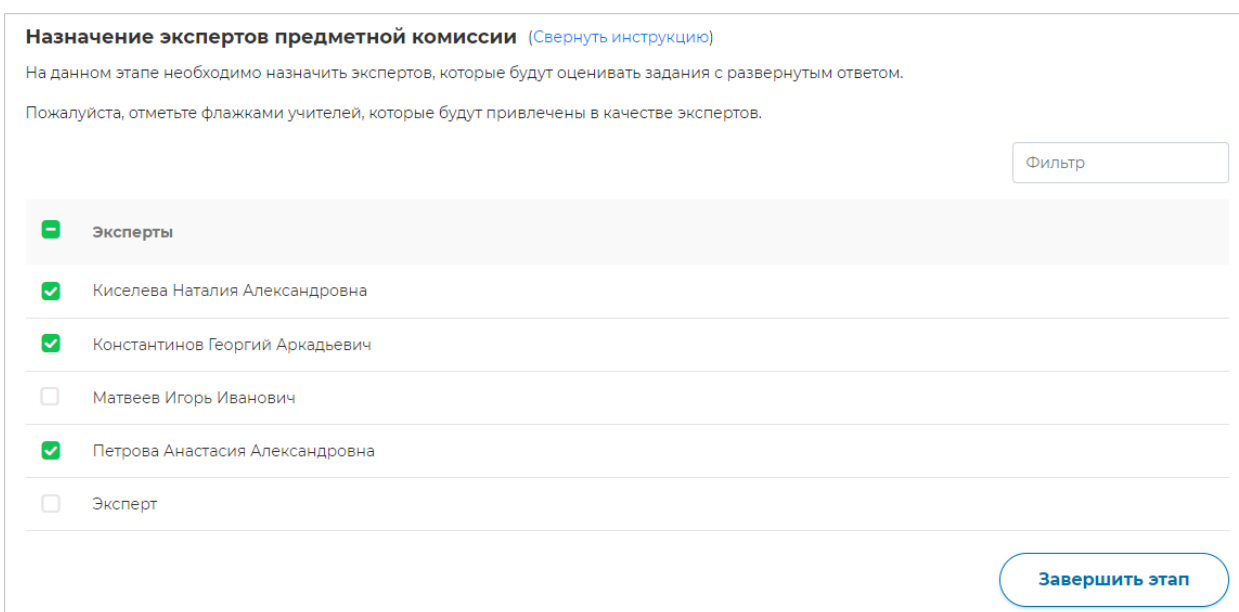 Назначение экспертов предметной комиссии (Свернуть инструкцию)
На данном этапе необходимо назначить экспертов, которые будут оценивать задания с развернутым ответом.
Пожалуйста, отметьте флажками учителей, которые будут привлечены в качестве экспертов.
Фильтр
Эксперты
Киселева Наталия Александровна
Константинов Георгий Аркадьевич
Матвеев Игорь Иванович
Петрова Анастасия Александровна
Эксперт
Завершить этап